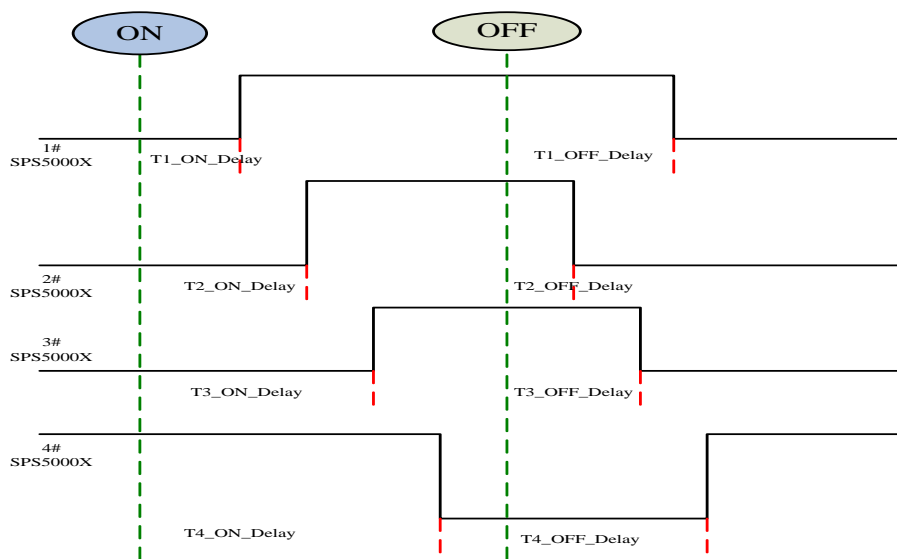 ON
OFF
1#
SPS5000X
T1_ON_Delay
T1_OFF_Delay
2#
SPS5000X
T2_ON_Delay
T2_OFF_Delay
3#
SPS5000X
T3_ON_Delay
T3_OFF_Delay
4#
SPS5000X
T4_ON_Delay
T4_OFF_Delay